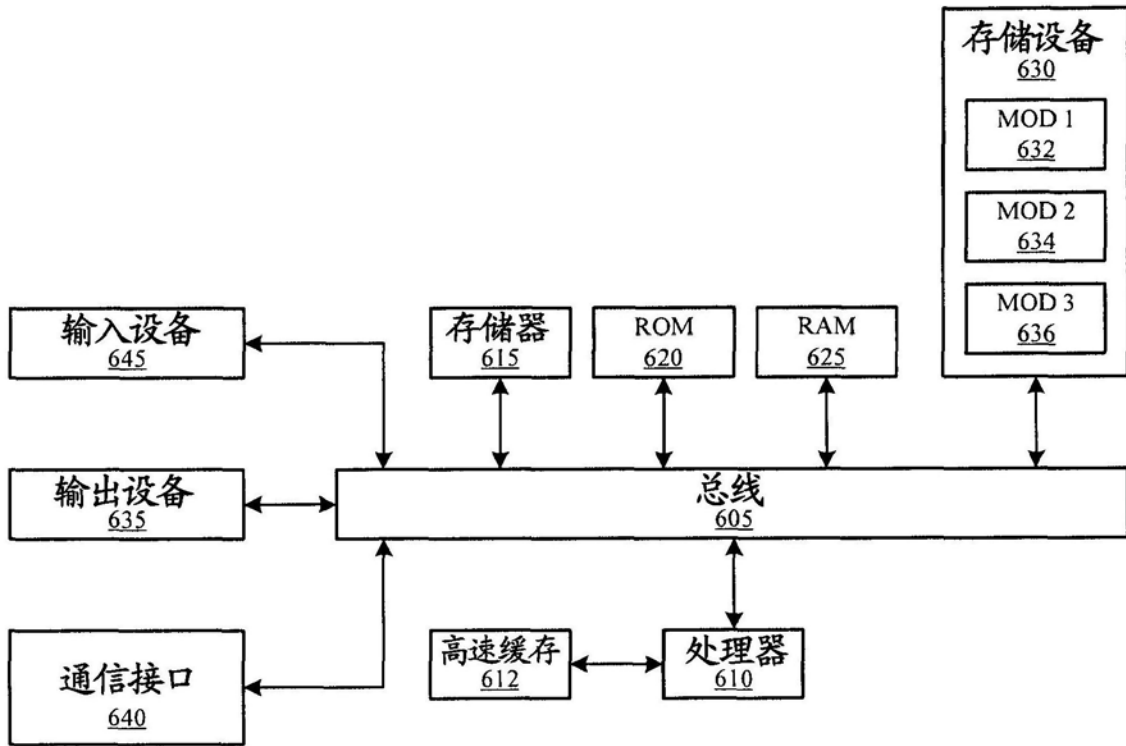 存储设备
630
MOD 1
632
MOD 2
634
MOD 3
636
输入设备
645
存储器
615
ROM
620
RAM
625
输出设备
635
总线
605
通信接口
640
高速缓存
612
处理器
610